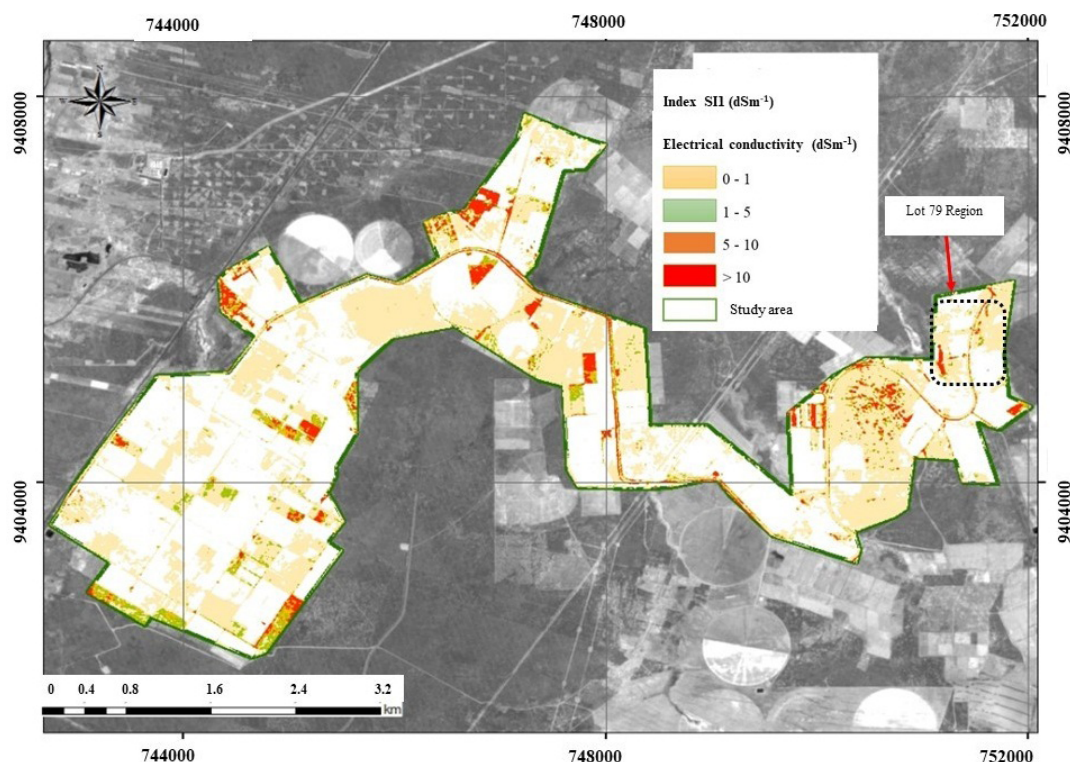 744000
748000
752000
9408000
9408000
Index SI1 (dSm⁻¹)
Electrical conductivity (dSm⁻¹)
0 - 1
1 - 5
5 - 10
> 10
Study area
Lot 79 Region
9404000
9404000
0 0.4 0.8 1.6 2.4 3.2
km
744000
748000
752000